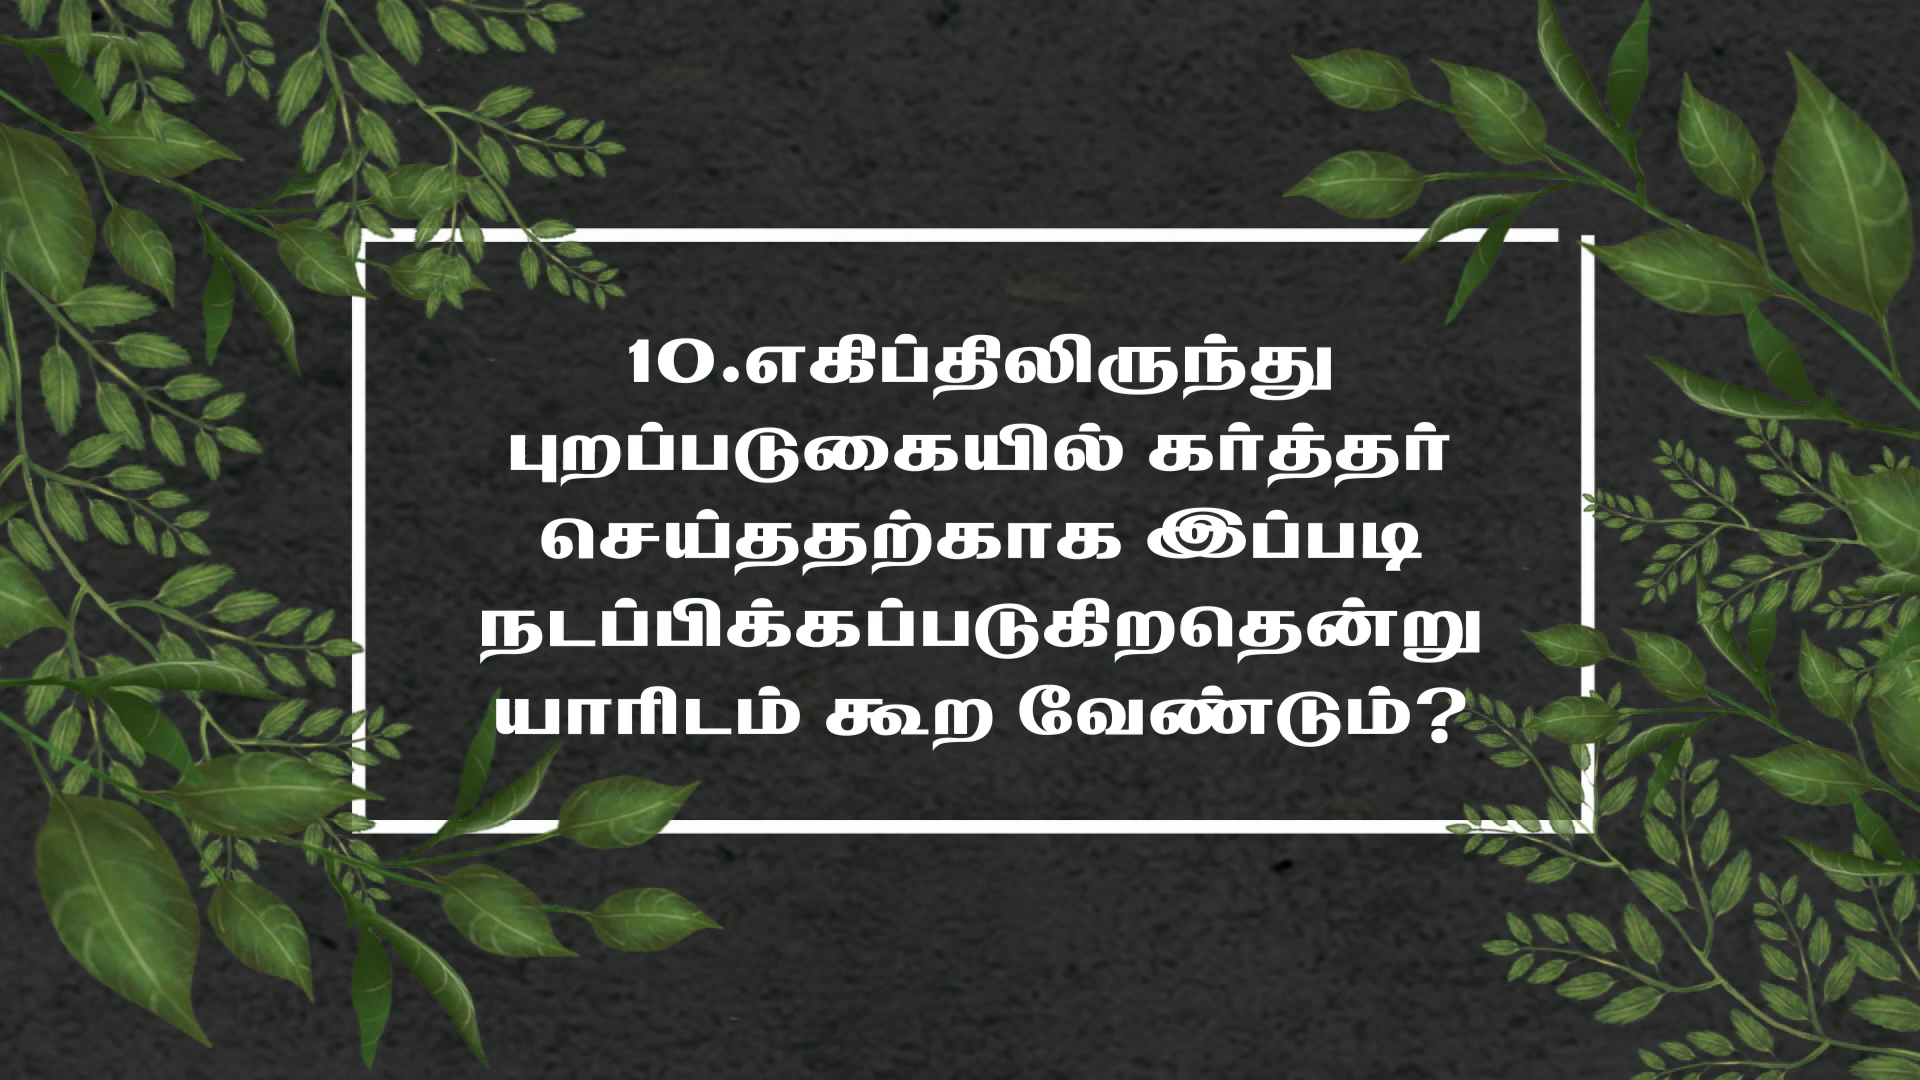 10.எகிப்திலிருந்து
புறப்படுகையில் கர்த்தர்
செய்ததற்காக இப்படி
நடப்பிக்கப்படுகிறதென்று
யாரிடம் கூற வேண்டும்?